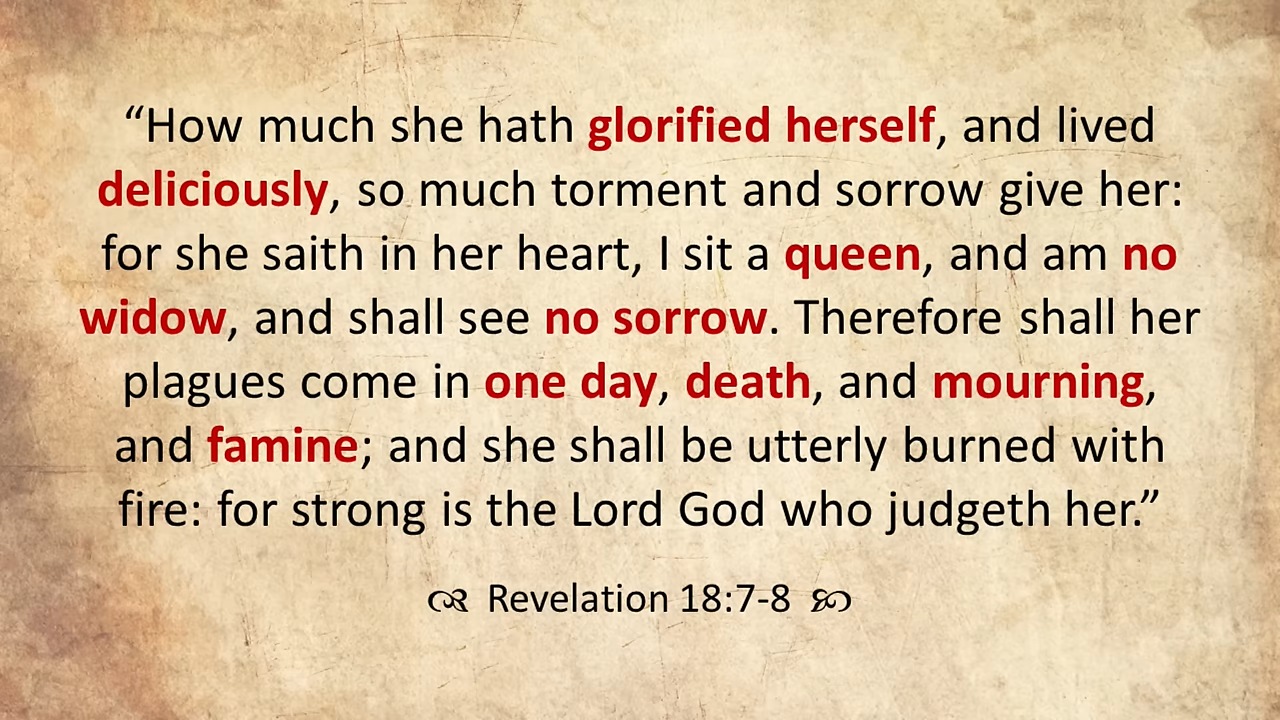 “How much she hath glorified herself, and lived
deliciously, so much torment and sorrow give her:
for she saith in her heart, I sit a queen, and am no
widow, and shall see no sorrow. Therefore shall her
plagues come in one day, death, and mourning,
and famine; and she shall be utterly burned with
fire: for strong is the Lord God who judgeth her.”
Revelation 18:7-8